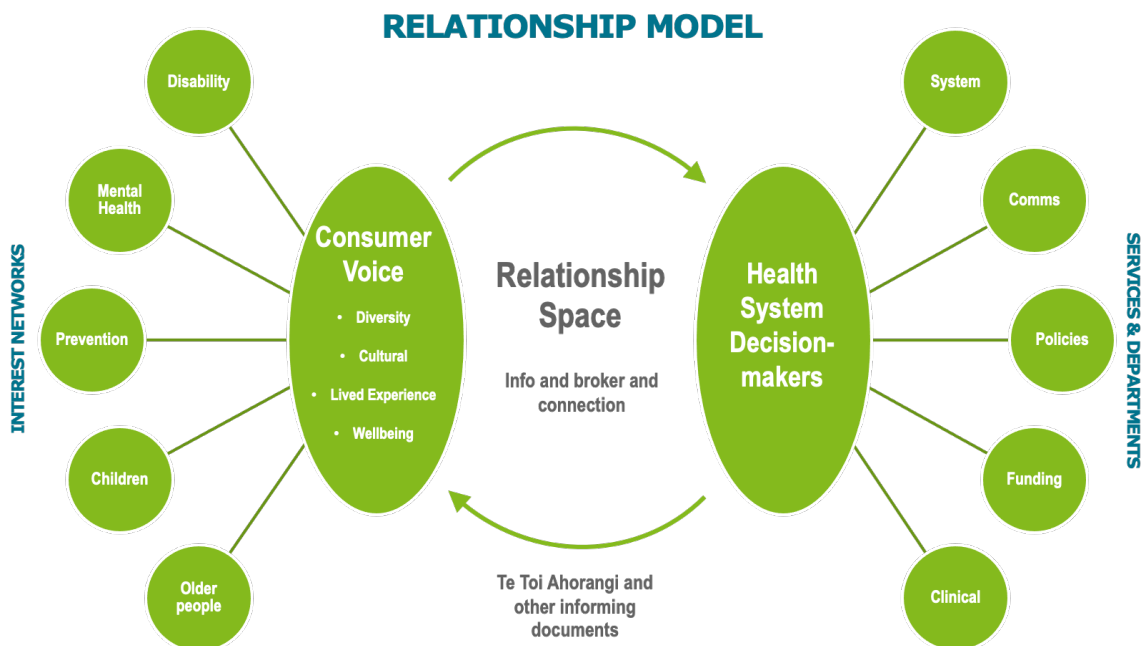 RELATIONSHIP MODEL
INTEREST NETWORKS
Disability
Mental
Health
Prevention
Children
Older
people
Consumer
Voice
• Diversity
• Cultural
• Lived Experience
• Wellbeing
Relationship
Space
Info and broker and
connection
Te Toi Ahorangi and
other informing
documents
Health
System
Decision-
makers
System
Comms
Policies
Funding
Clinical
SERVICES & DEPARTMENTS